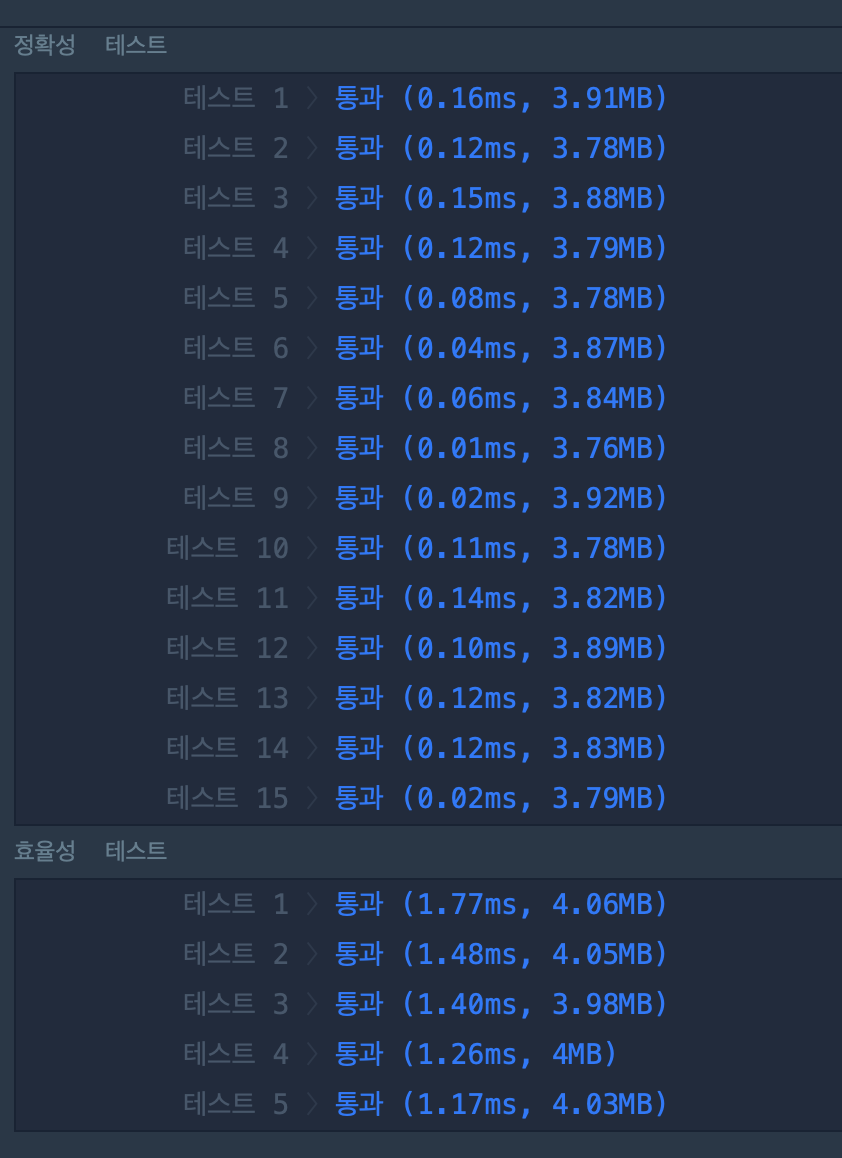 정확성 테스트
테스트 1 〉 통과 (0.16ms, 3.91MB)
테스트 2 〉 통과 (0.12ms, 3.78MB)
테스트 3 〉 통과 (0.15ms, 3.88MB)
테스트 4 〉 통과 (0.12ms, 3.79MB)
테스트 5 〉 통과 (0.08ms, 3.78MB)
테스트 6 〉 통과 (0.04ms, 3.87MB)
테스트 7 〉 통과 (0.06ms, 3.84MB)
테스트 8 〉 통과 (0.01ms, 3.76MB)
테스트 9 〉 통과 (0.02ms, 3.92MB)
테스트 10 〉 통과 (0.11ms, 3.78MB)
테스트 11 〉 통과 (0.14ms, 3.82MB)
테스트 12 〉 통과 (0.10ms, 3.89MB)
테스트 13 〉 통과 (0.12ms, 3.82MB)
테스트 14 〉 통과 (0.12ms, 3.83MB)
테스트 15 〉 통과 (0.02ms, 3.79MB)
효율성 테스트
테스트 1 〉 통과 (1.77ms, 4.06MB)
테스트 2 〉 통과 (1.48ms, 4.05MB)
테스트 3 〉 통과 (1.40ms, 3.98MB)
테스트 4 〉 통과 (1.26ms, 4MB)
테스트 5 〉 통과 (1.17ms, 4.03MB)